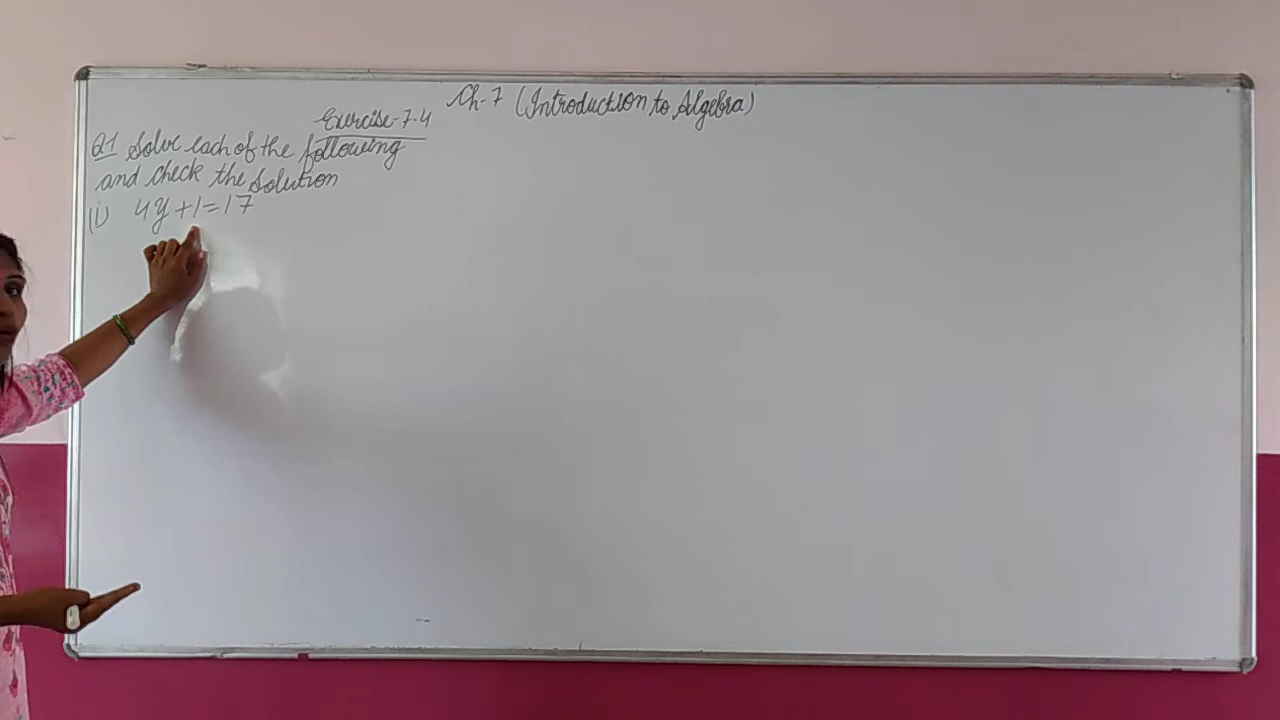 Ch-7 (Introduction to Algebra)
Exercise-7.4
Q1 Solve each of the following
and check the Solution
(i) 4y+1=17